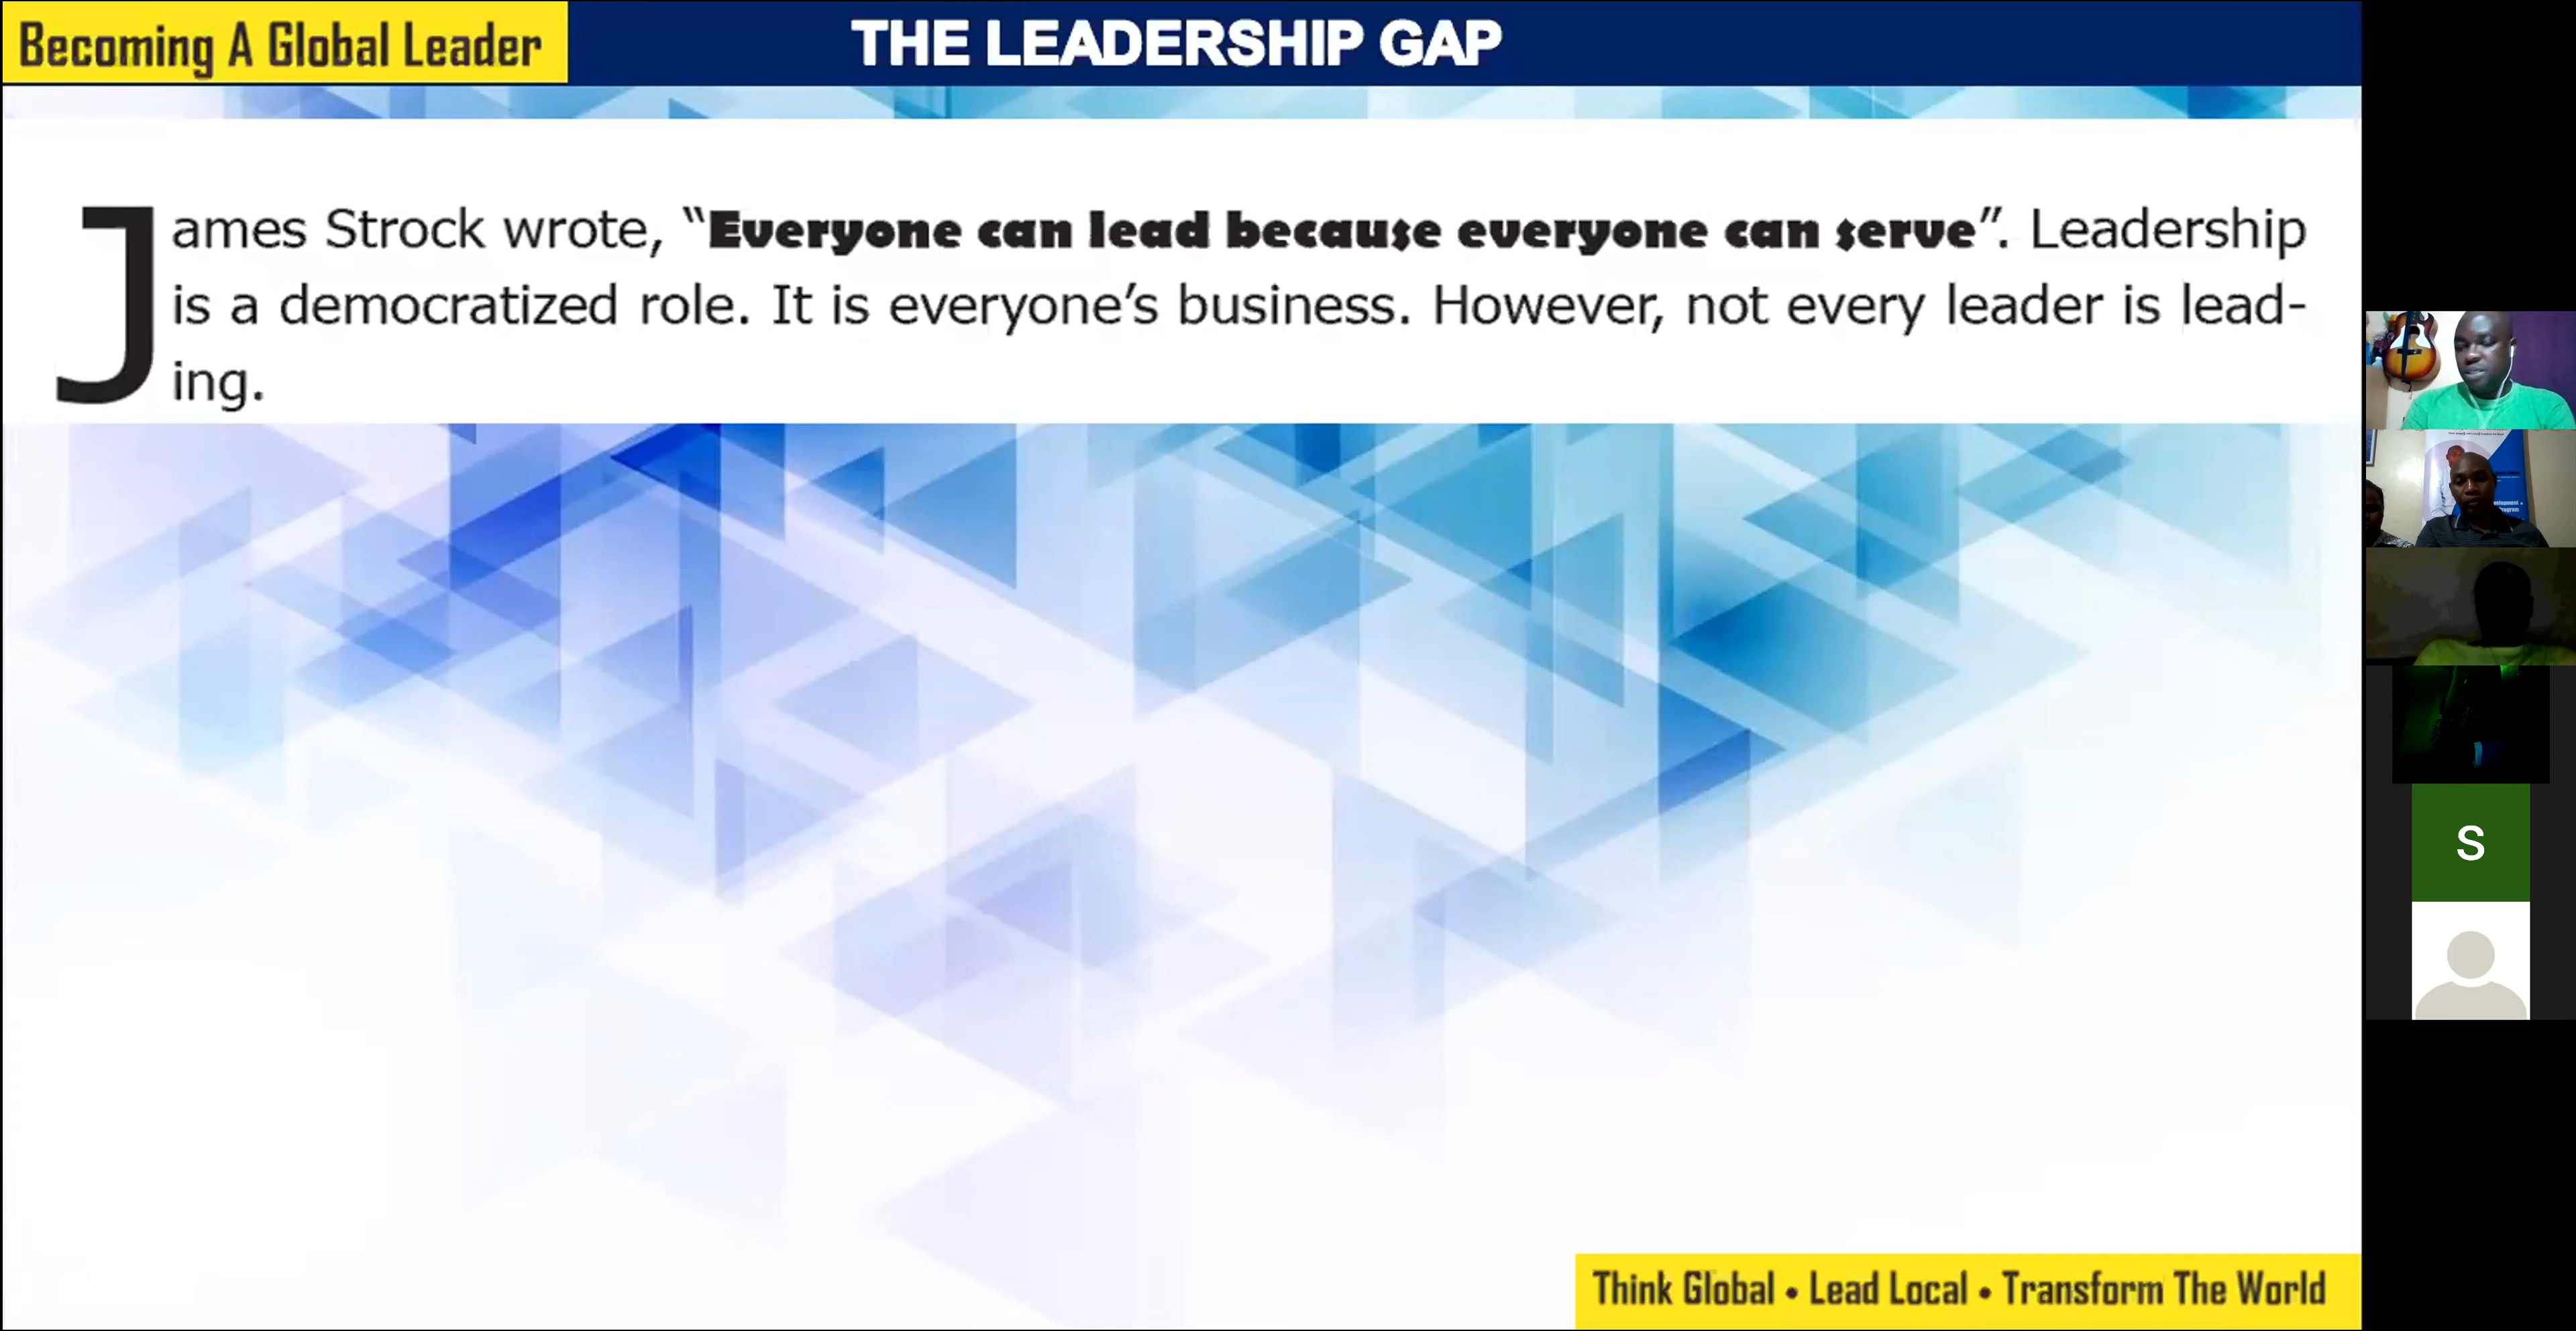 Becoming A Global Leader
THE LEADERSHIP GAP
James Strock wrote, “Everyone can lead because everyone can serve”. Leadership
is a democratized role. It is everyone’s business. However, not every leader is lead-
ing.
S
Think Global • Lead Local • Transform The World